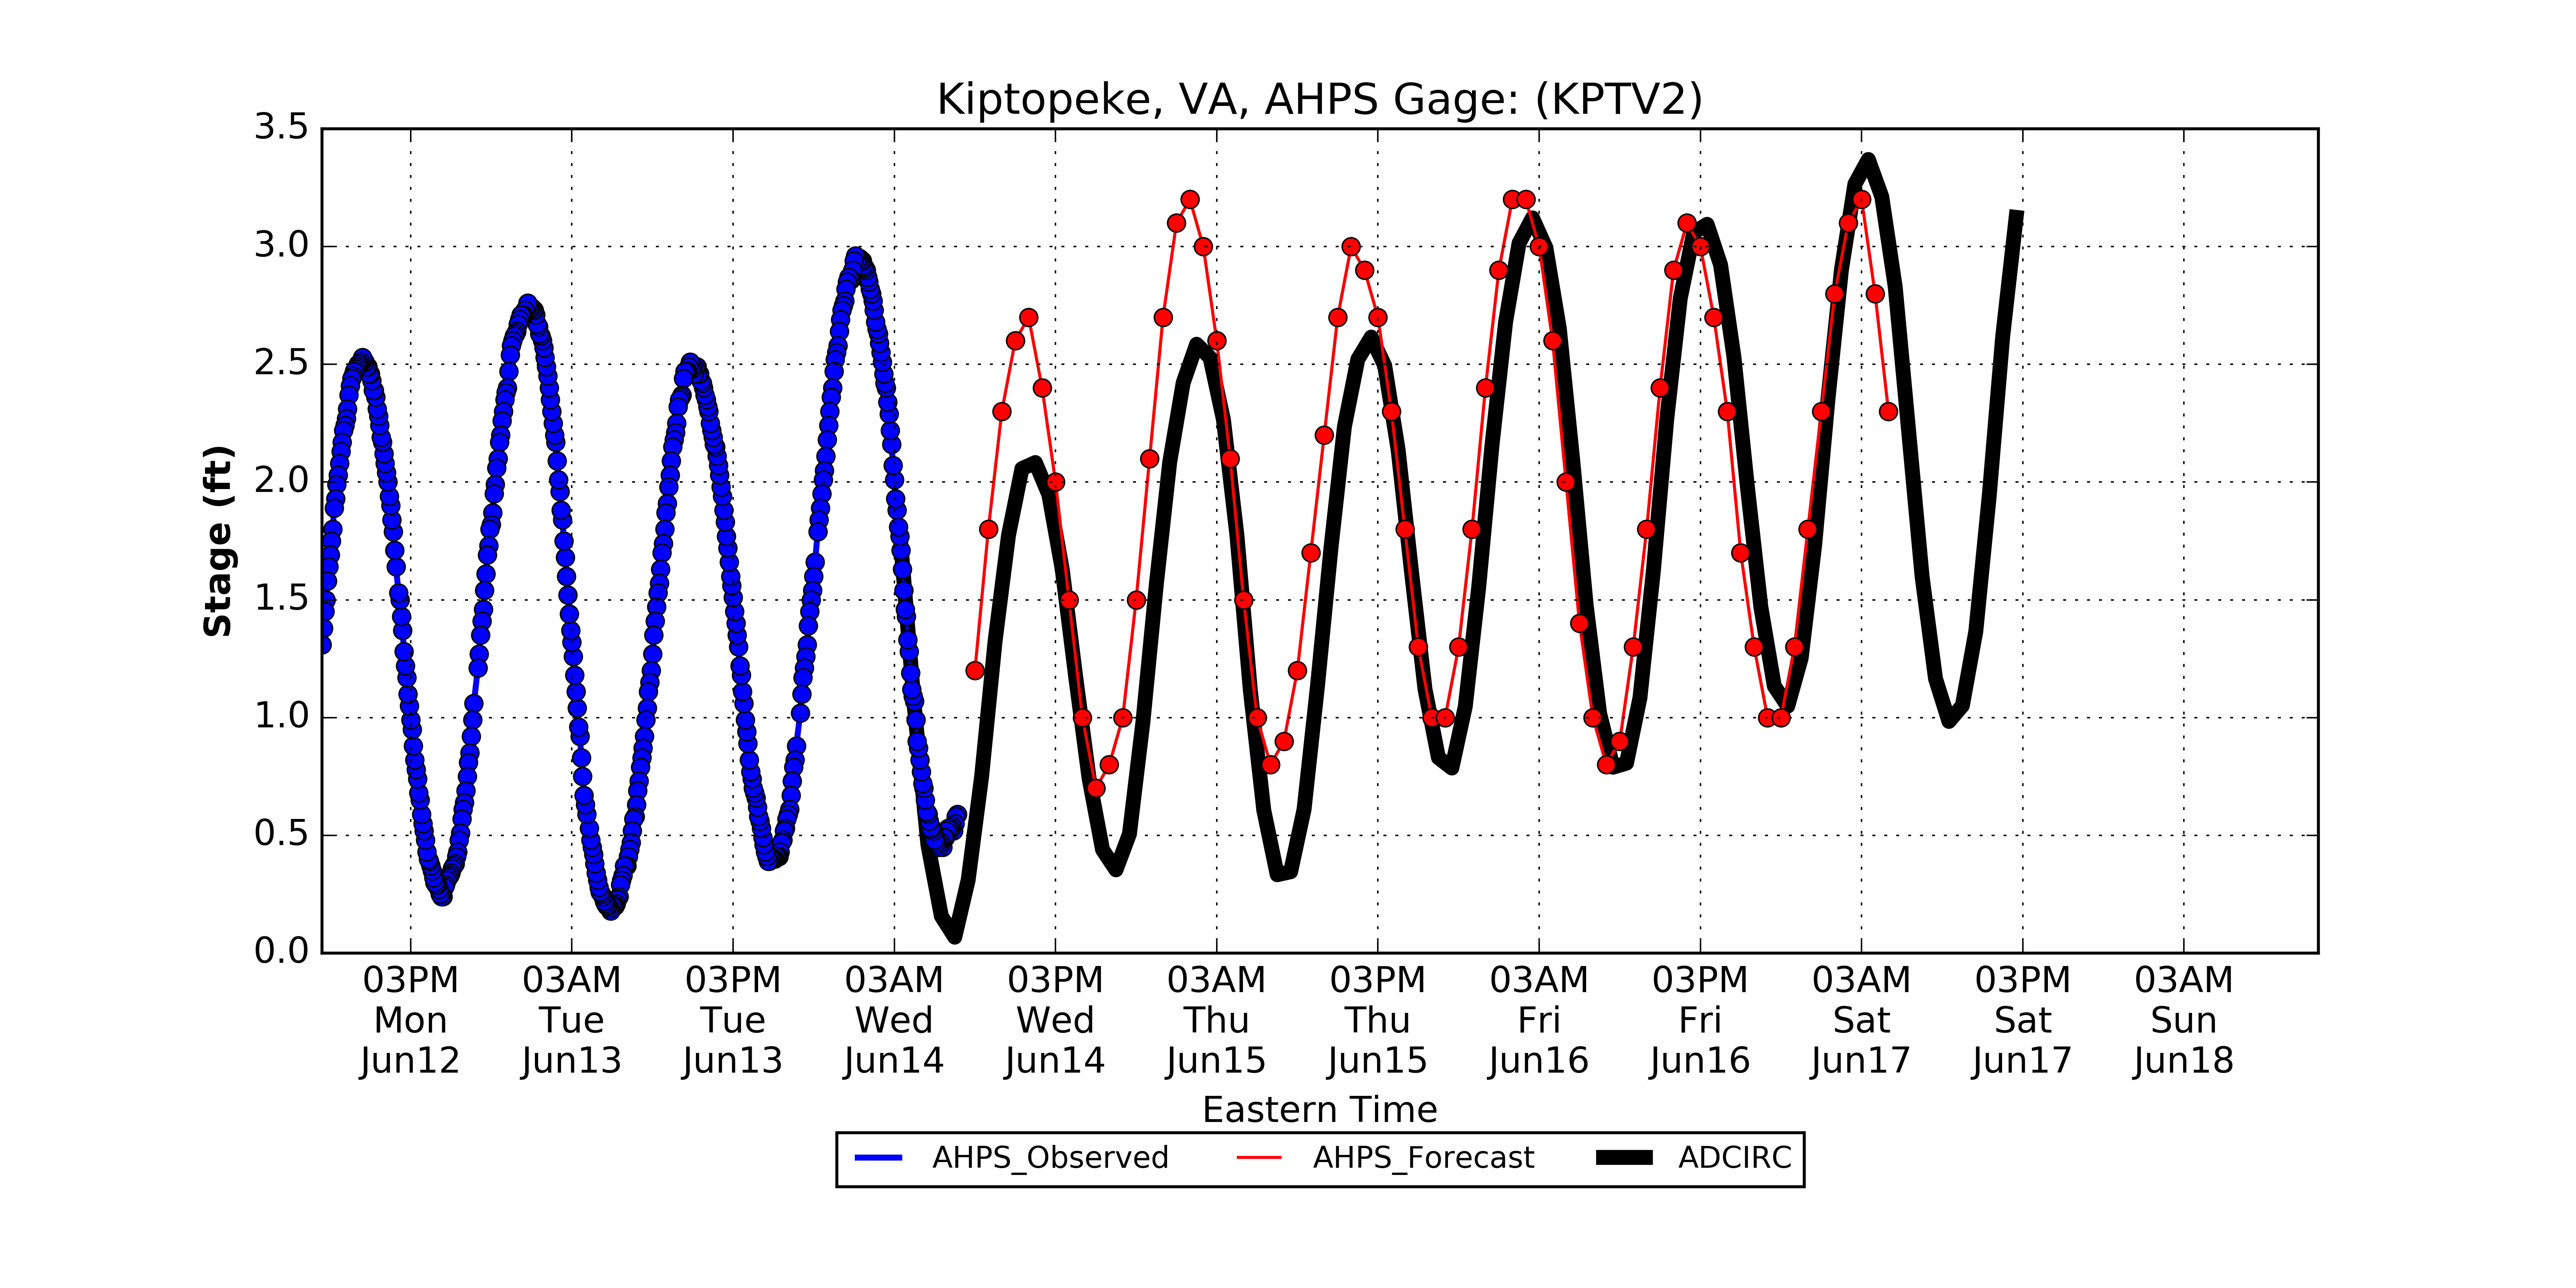 Kiptopeke, VA, AHPS Gage: (KPTV2)
3.5
3.0
2.5
2.0
1.5
1.0
0.5
0.0
Stage (ft)
03PM 03AM 03PM 03AM 03PM 03AM 03PM 03AM 03PM 03AM 03PM 03AM
Mon Tue Tue Wed Wed Thu Thu Fri Fri Sat Sat Sun
Jun12 Jun13 Jun13 Jun14 Jun14 Jun15 Jun15 Jun16 Jun16 Jun17 Jun17 Jun18
Eastern Time
AHPS_Observed AHPS_Forecast ADCIRC